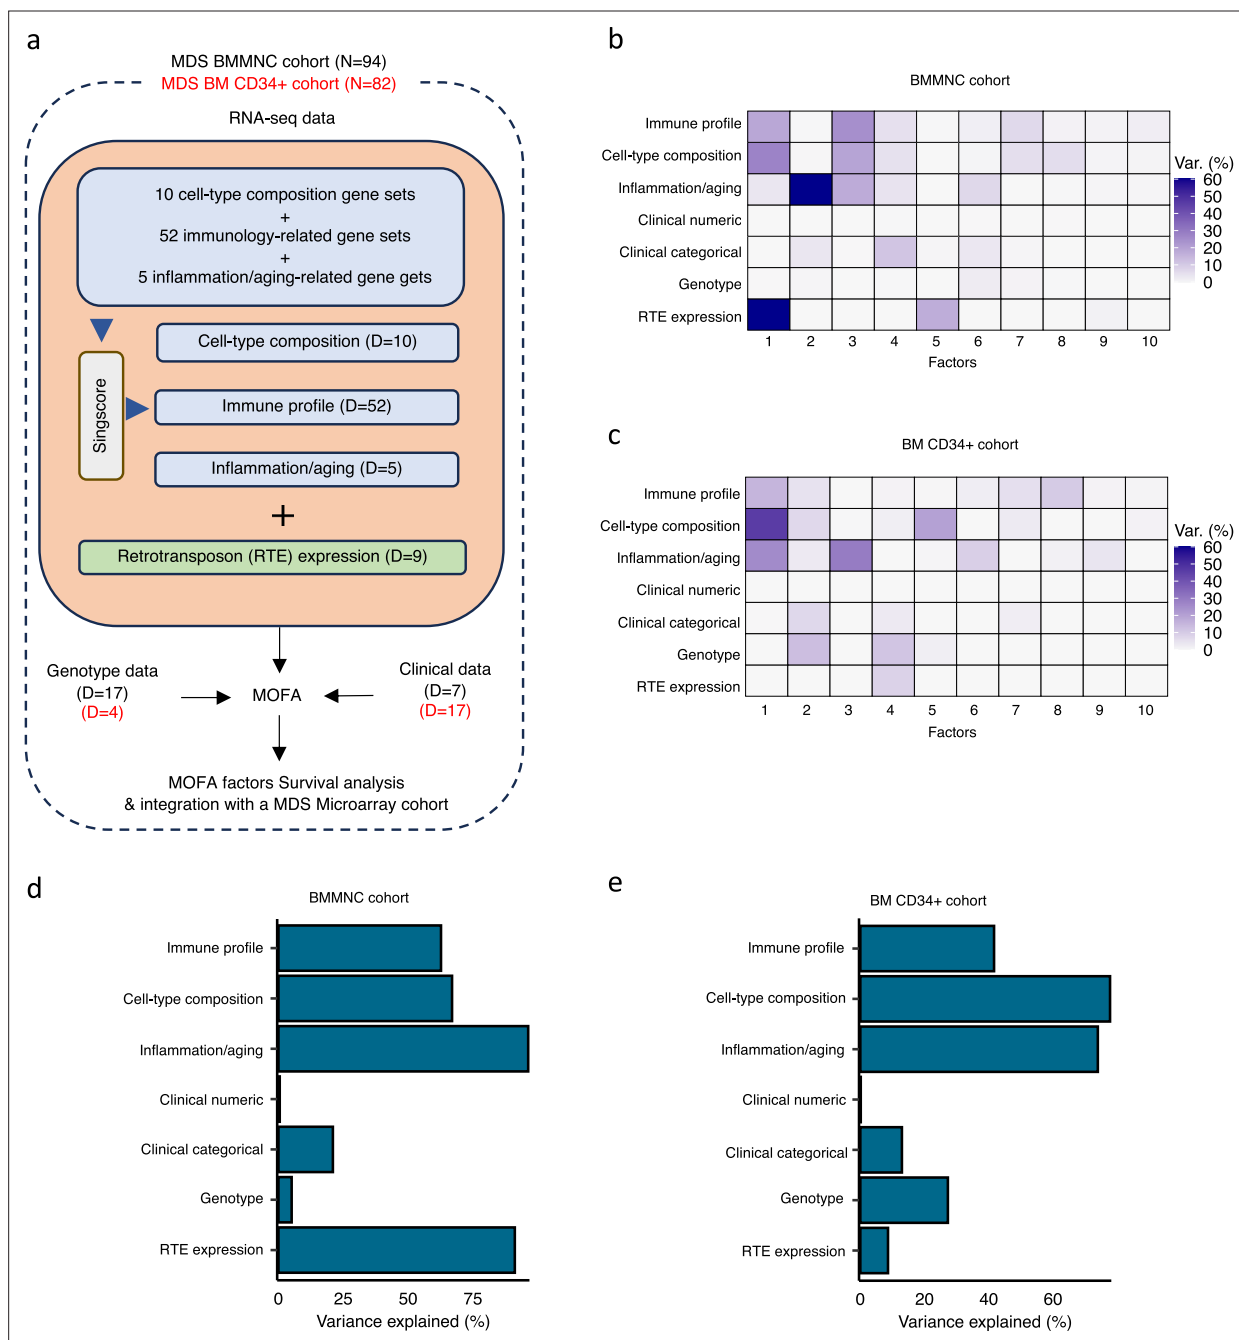 a
MDS BMMNC cohort (N=94)
MDS BM CD34+ cohort (N=82)
RNA-seq data
10 cell-type composition gene sets
+
52 immunology-related gene sets
+
5 inflammation/aging-related gene gets
Singscore
Cell-type composition (D=10)
Immune profile (D=52)
Inflammation/aging (D=5)
+
Retrotransposon (RTE) expression (D=9)
Genotype data
(D=17)
(D=4)
MOFA
Clinical data
(D=7)
(D=17)
MOFA factors Survival analysis
& integration with a MDS Microarray cohort
b
BMMNC cohort
Immune profile
Cell-type composition
Inflammation/aging
Clinical numeric
Clinical categorical
Genotype
RTE expression
1 2 3 4 5 6 7 8 9 10
Factors
Var. (%)
60
50
40
30
20
10
0
c
BM CD34+ cohort
Immune profile
Cell-type composition
Inflammation/aging
Clinical numeric
Clinical categorical
Genotype
RTE expression
1 2 3 4 5 6 7 8 9 10
Factors
Var. (%)
60
50
40
30
20
10
0
d
BMMNC cohort
Immune profile
Cell-type composition
Inflammation/aging
Clinical numeric
Clinical categorical
Genotype
RTE expression
0 25 50 75
Variance explained (%)
e
BM CD34+ cohort
Immune profile
Cell-type composition
Inflammation/aging
Clinical numeric
Clinical categorical
Genotype
RTE expression
0 20 40 60
Variance explained (%)